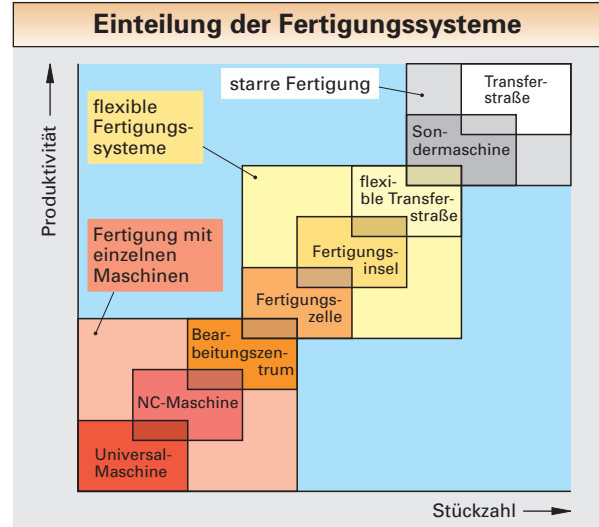 Einteilung der Fertigungssysteme
Produktivität
starre Fertigung
Transfer-
straße
Son-
dermaschine
flexible
Fertigungs-
systeme
flexi-
ble Transfer-
straße
Fertigungs-
insel
Fertigung mit
einzelnen
Maschinen
Fertigungs-
zelle
Bear-
beitungszen-
trum
NC-Maschine
Universal-
Maschine
Stückzahl